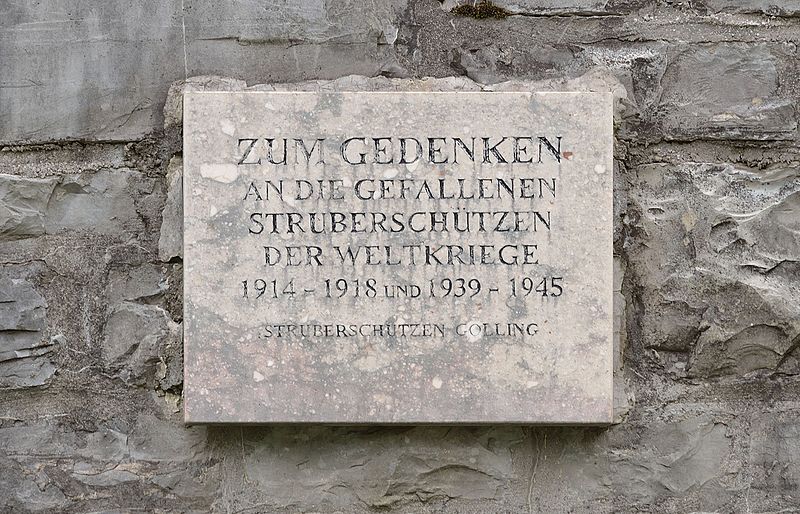 ZUM GEDENKEN
AN DIE GEFALLENEN
STRUBERSCHÜTZEN
DER WELTKRIEGE
1914 - 1918 UND 1939 - 1945
STRUBERSCHÜTZEN GOLLING